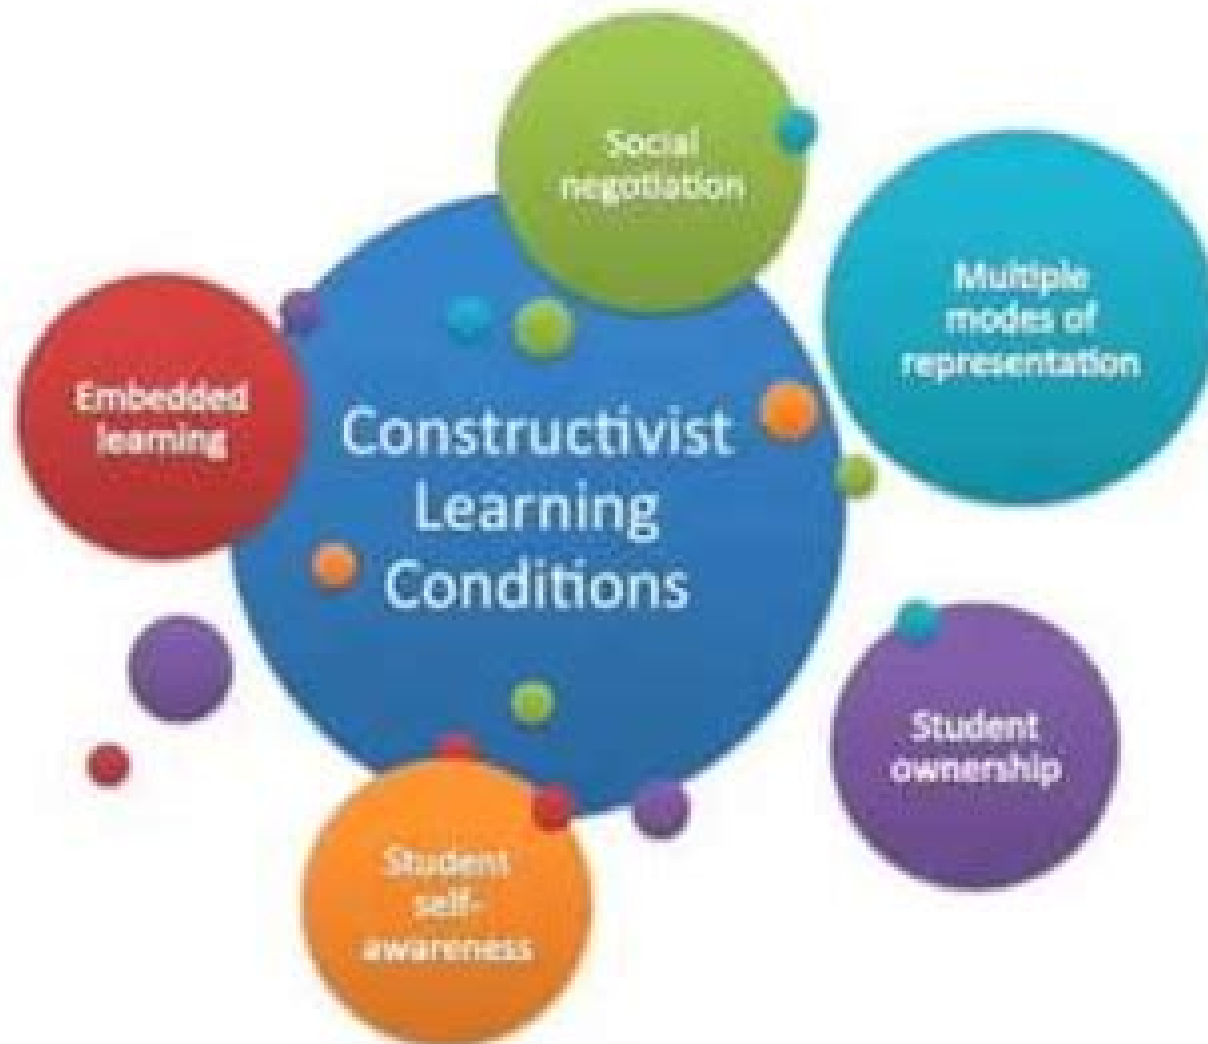 Social
negotiation
Multiple
modes of
representation
Embedded
learning
Constructivist
Learning
Conditions
Student
ownership
Student
self-
awareness